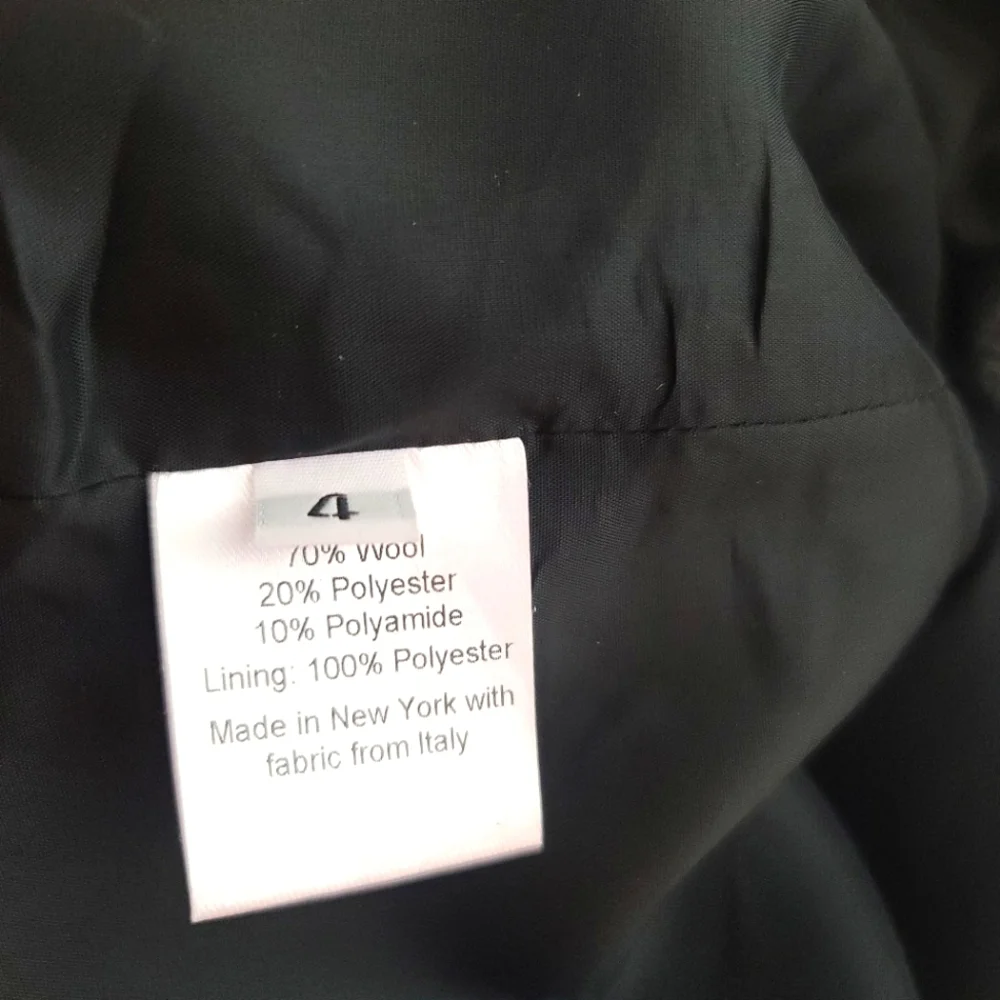 4
70% Wool
20% Polyester
10% Polyamide
Lining: 100% Polyester
Made in New York with
fabric from Italy